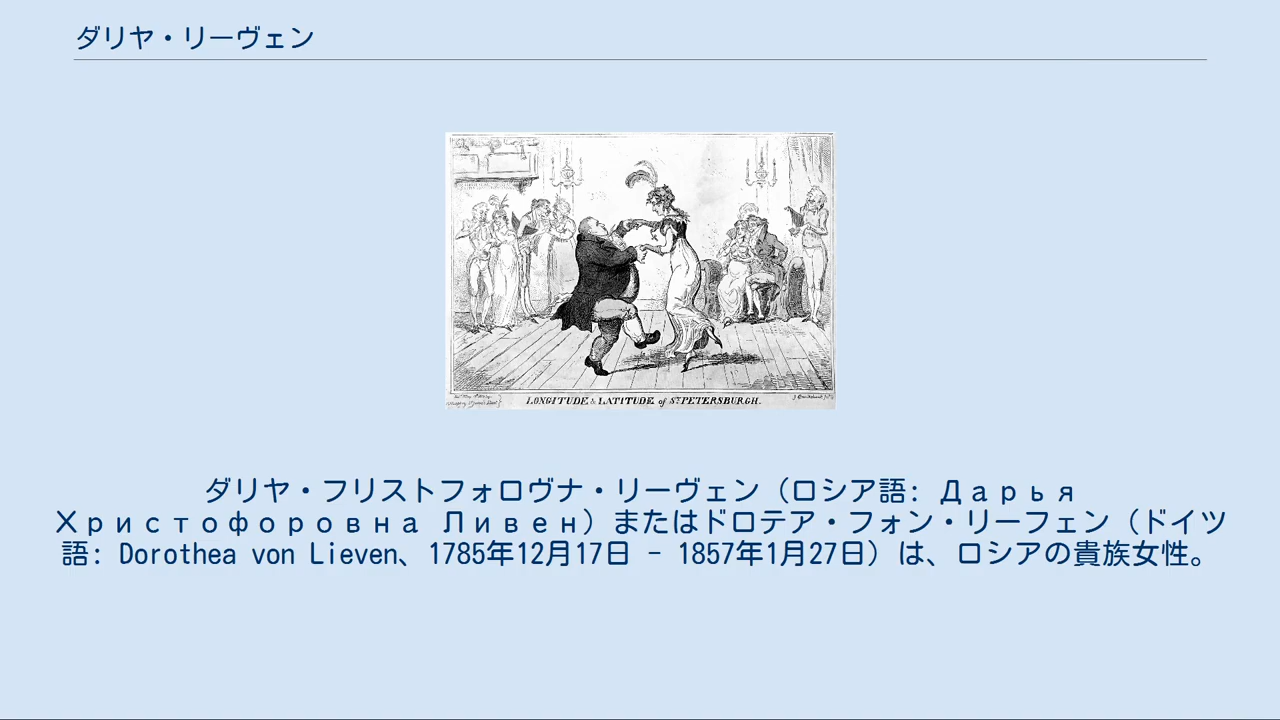 ダリヤ・リーヴェン
LONGITUDE & LATITUDE of ST PETERSBURGH.
ダリヤ・フリストフォロヴナ・リーヴェン（ロシア語: Дарья
Христофоровна Ливен）またはドロテア・フォン・リーフェン（ドイツ
語: Dorothea von Lieven、1785年12月17日 - 1857年1月27日）は、ロシアの貴族女性。